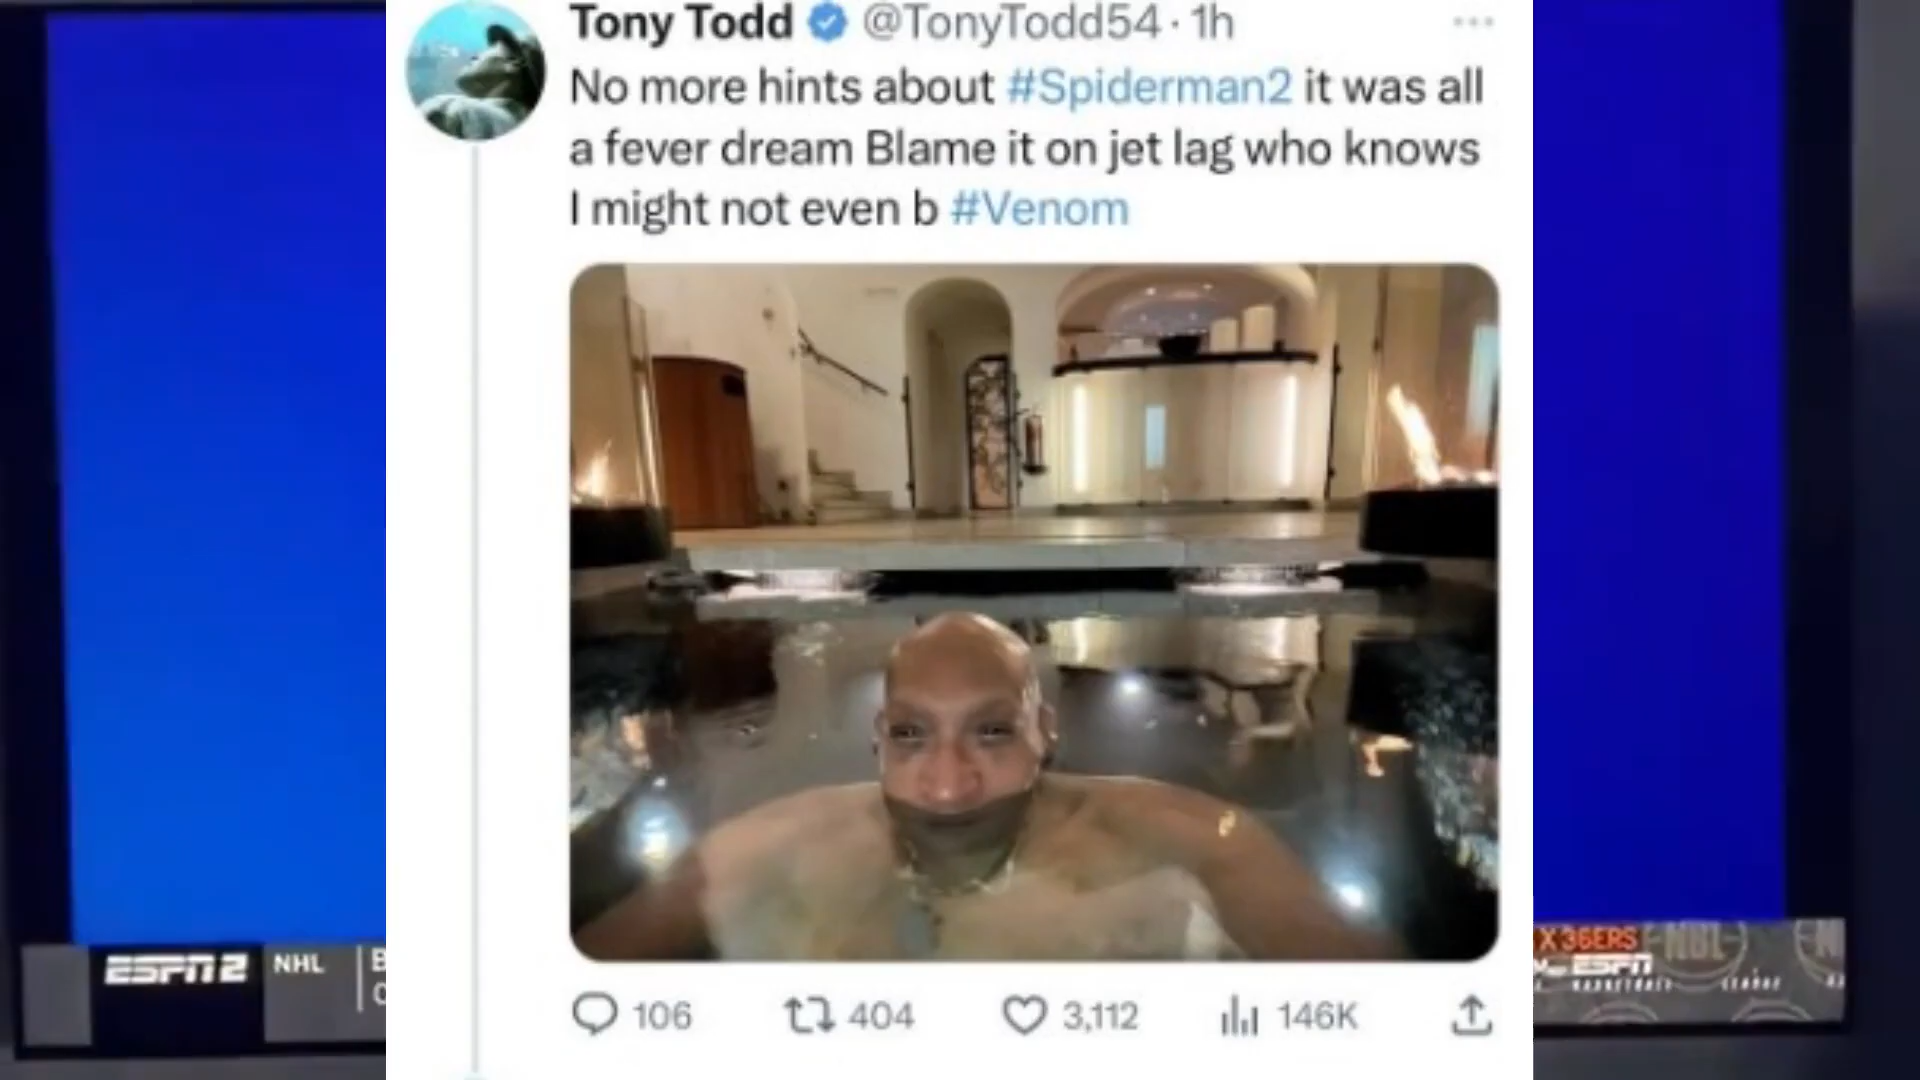 Tony Todd @TonyTodd54 · 1h
No more hints about #Spiderman2 it was all
a fever dream Blame it on jet lag who knows
I might not even b #Venom
106 404 3,112 146K
ESPN2 NHL
X 36ERS
NBL
ESPN